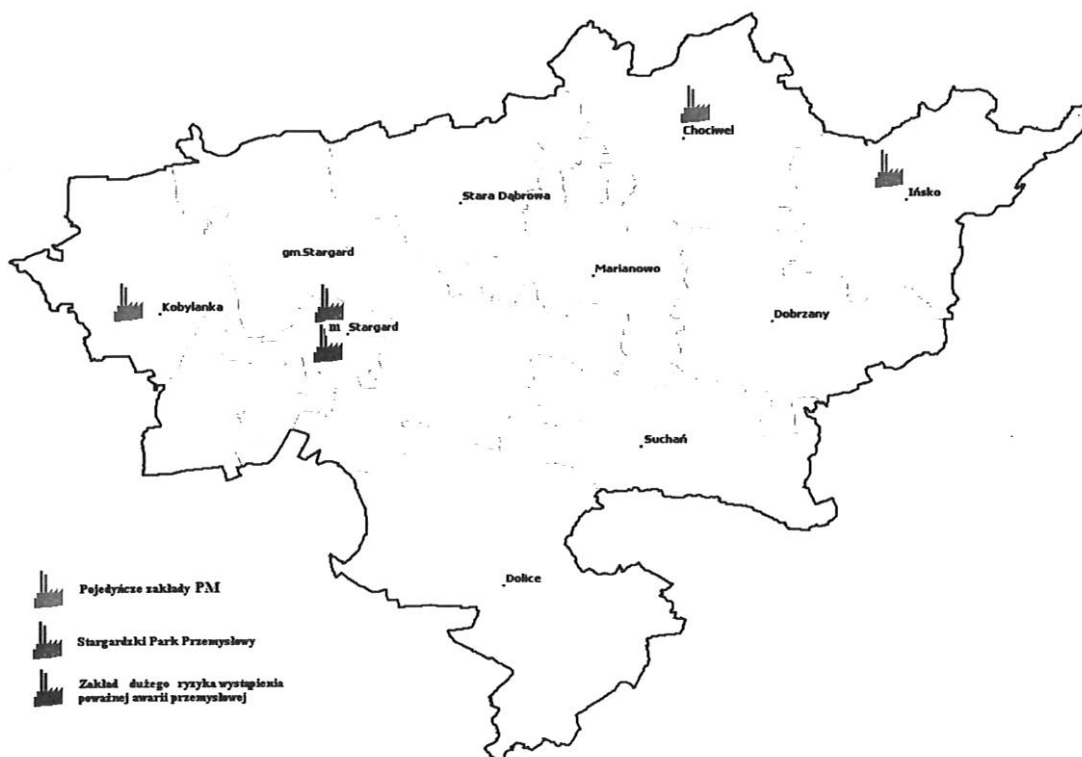 Chociwel
Ińsko
Stara Dąbrowa
gm.Stargard
Marianowo
Kobylanka
m
Stargard
Dobrzany
Suchań
Dolice
Pojedyńcze zakłady PM
Stargardzki Park Przemysłowy
Zakład dużego ryzyka wystąpienia
poważnej awarii przemysłowej